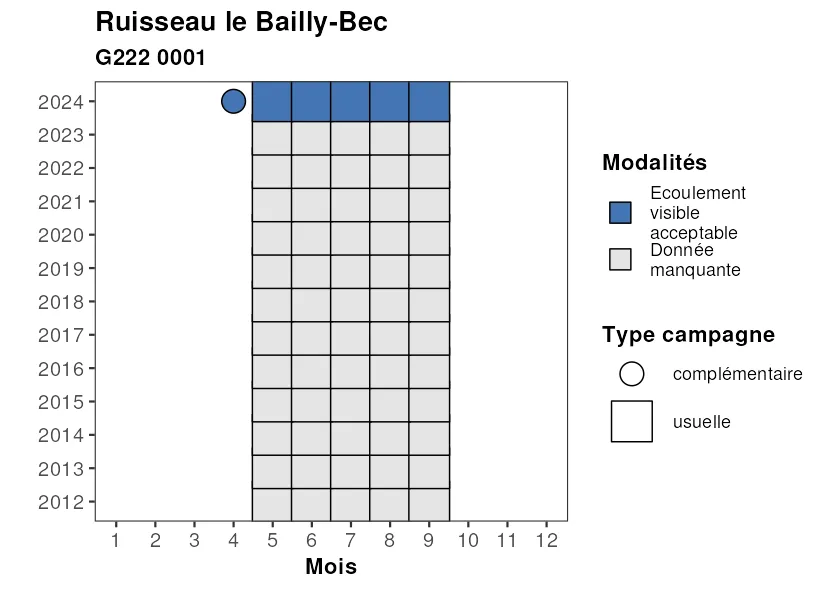 Ruisseau le Bailly-Bec
G222 0001
2024
2023
2022
2021
2020
2019
2018
2017
2016
2015
2014
2013
2012
1 2 3 4 5 6 7 8 9 10 11 12
Mois
Modalités
Ecoulement
visible
acceptable
Donnée
manquante
Type campagne
complémentaire
usuelle